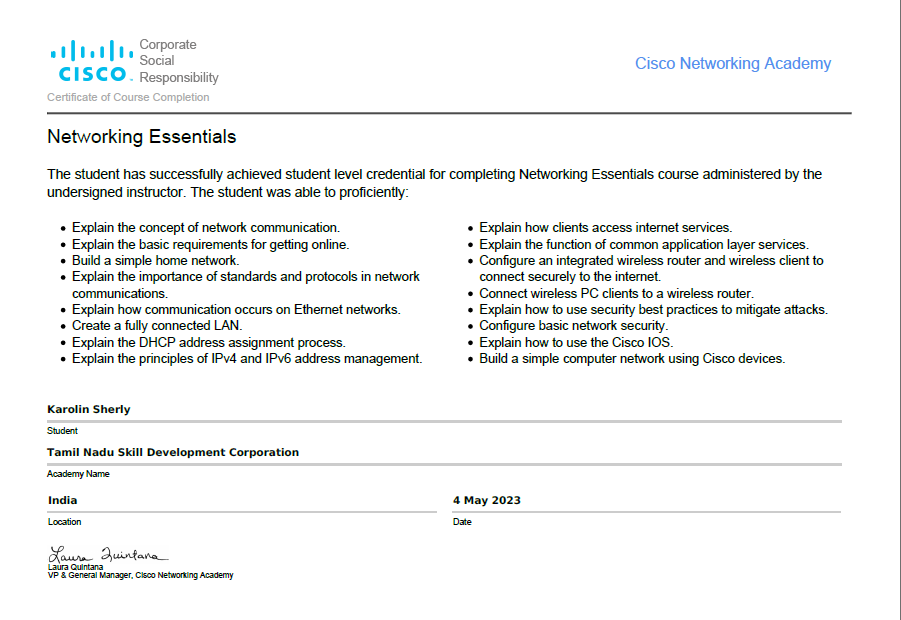 Corporate
Social
CISCO. Responsibility
Cisco Networking Academy
Certificate of Course Completion
Networking Essentials
The student has successfully achieved student level credential for completing Networking Essentials course administered by the
undersigned instructor. The student was able to proficiently:
• Explain the concept of network communication.
• Explain the basic requirements for getting online.
• Build a simple home network.
• Explain the importance of standards and protocols in network
communications.
• Explain how communication occurs on Ethernet networks.
• Create a fully connected LAN.
• Explain the DHCP address assignment process.
• Explain the principles of IPv4 and IPv6 address management.
• Explain how clients access internet services.
• Explain the function of common application layer services.
• Configure an integrated wireless router and wireless client to
connect securely to the internet.
• Connect wireless PC clients to a wireless router.
• Explain how to use security best practices to mitigate attacks.
• Configure basic network security.
• Explain how to use the Cisco IOS.
• Build a simple computer network using Cisco devices.
Karolin Sherly
Student
Tamil Nadu Skill Development Corporation
Academy Name
India
Location
4 May 2023
Date
Laura Quintana
Laura Quintana
VP & General Manager, Cisco Networking Academy